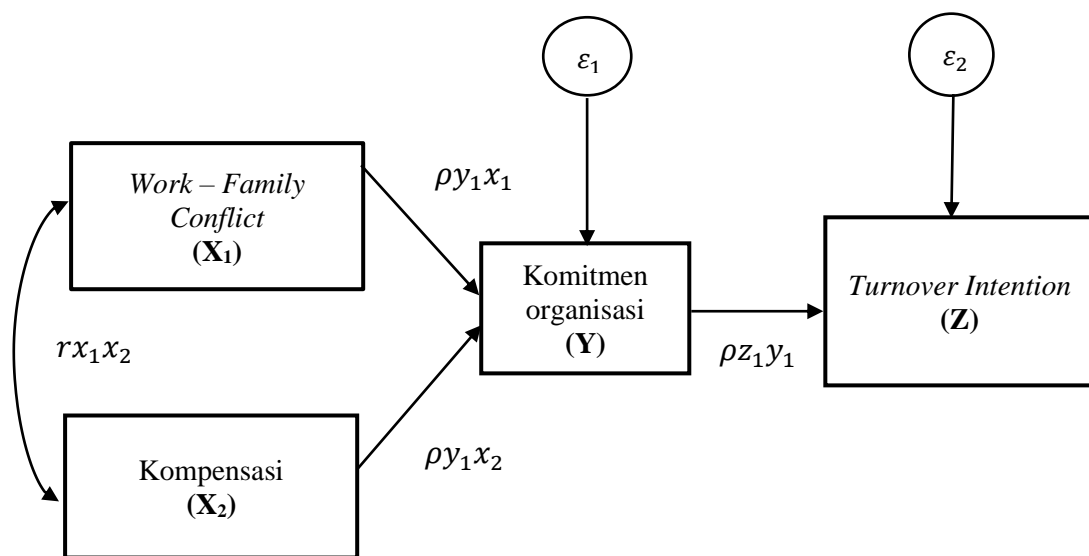 ε₁
ε₂
Work – Family
Conflict
(X₁)
ρy₁x₁
Komitmen
organisasi
(Y)
Turnover Intention
(Z)
rx₁x₂
ρz₁y₁
Kompensasi
(X₂)
ρy₁x₂